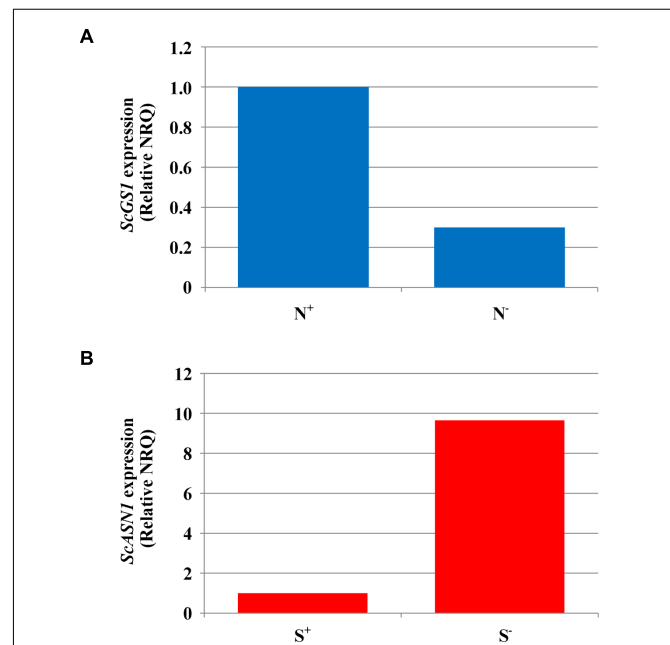 A
1.2
1.0
0.8
0.6
0.4
0.2
0
ScGS1 expression
(Relative NRQ)
N⁺
N⁻
B
12
10
8
6
4
2
0
ScASN1 expression
(Relative NRQ)
S⁺
S⁻